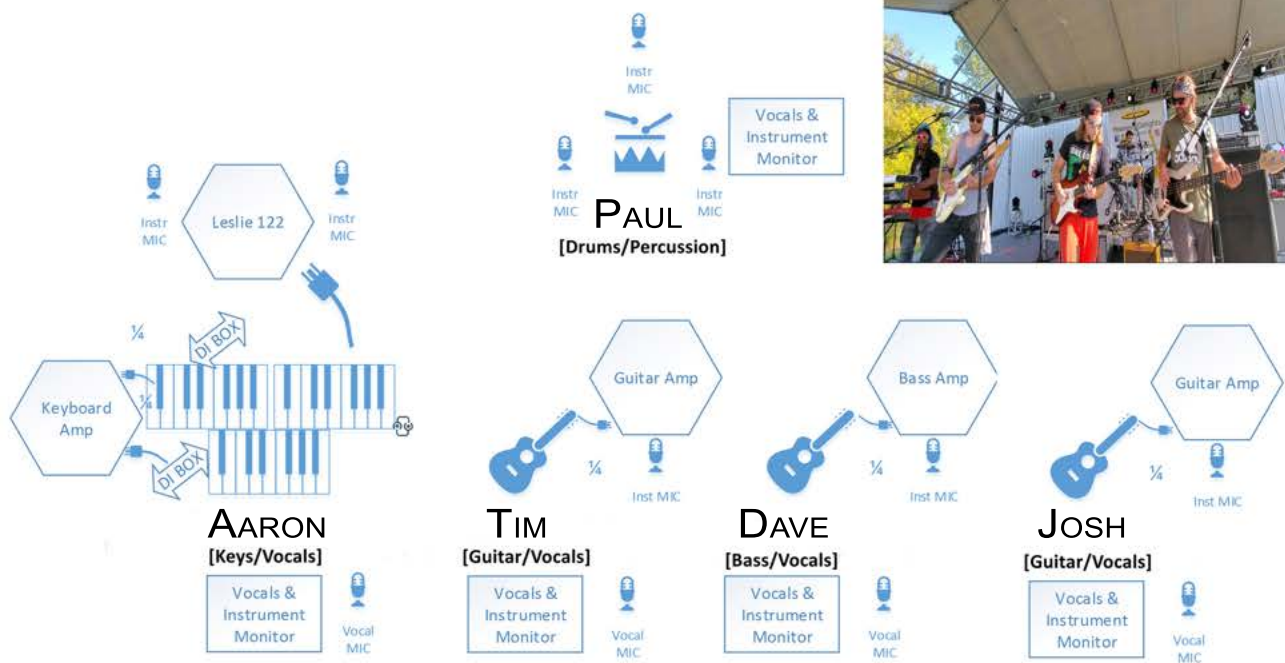 Instr
MIC
Vocals &
Instrument
Monitor
Instr
MIC
Instr
MIC
PAUL
[Drums/Percussion]
Instr
MIC
Leslie 122
Instr
MIC
¼
DI BOX
Keyboard
Amp
¼
DI BOX
Guitar Amp
¼
Inst MIC
Bass Amp
¼
Inst MIC
Guitar Amp
¼
Inst MIC
AARON
[Keys/Vocals]
Vocals &
Instrument
Monitor
Vocal
MIC
TIM
[Guitar/Vocals]
Vocals &
Instrument
Monitor
Vocal
MIC
DAVE
[Bass/Vocals]
Vocals &
Instrument
Monitor
Vocal
MIC
JOSH
[Guitar/Vocals]
Vocals &
Instrument
Monitor
Vocal
MIC